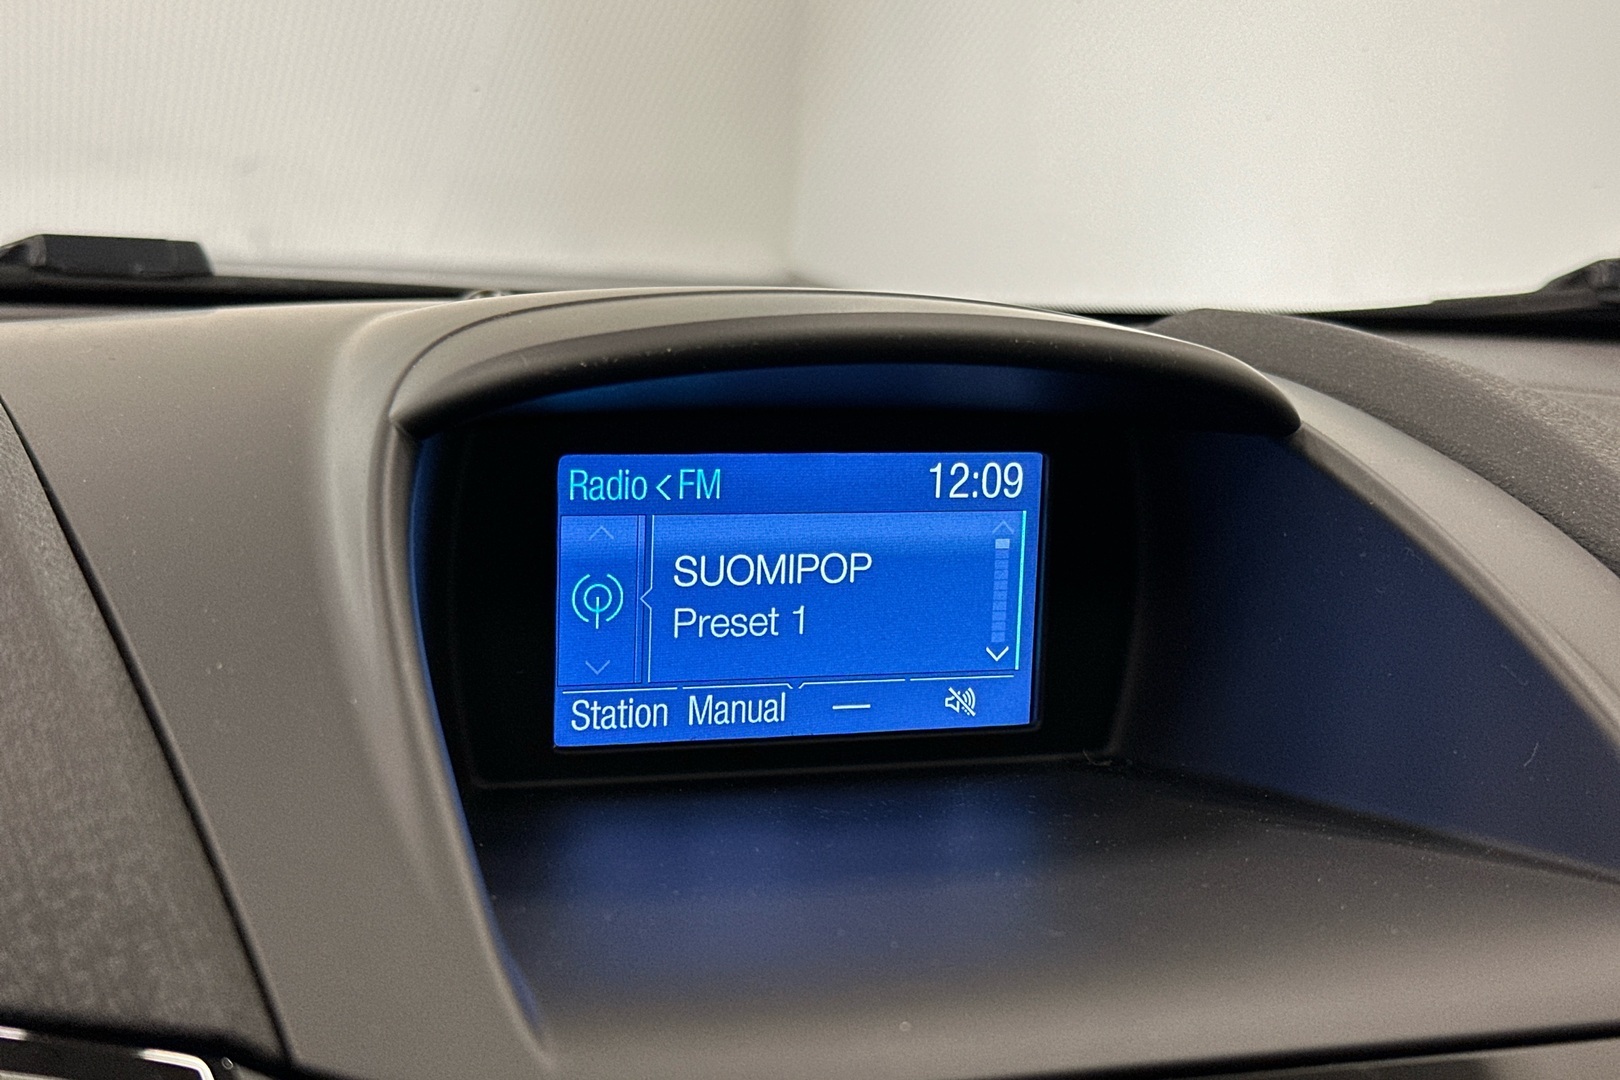 Radio < FM 12:09
SUOMIPOP
Preset 1
Station Manual —